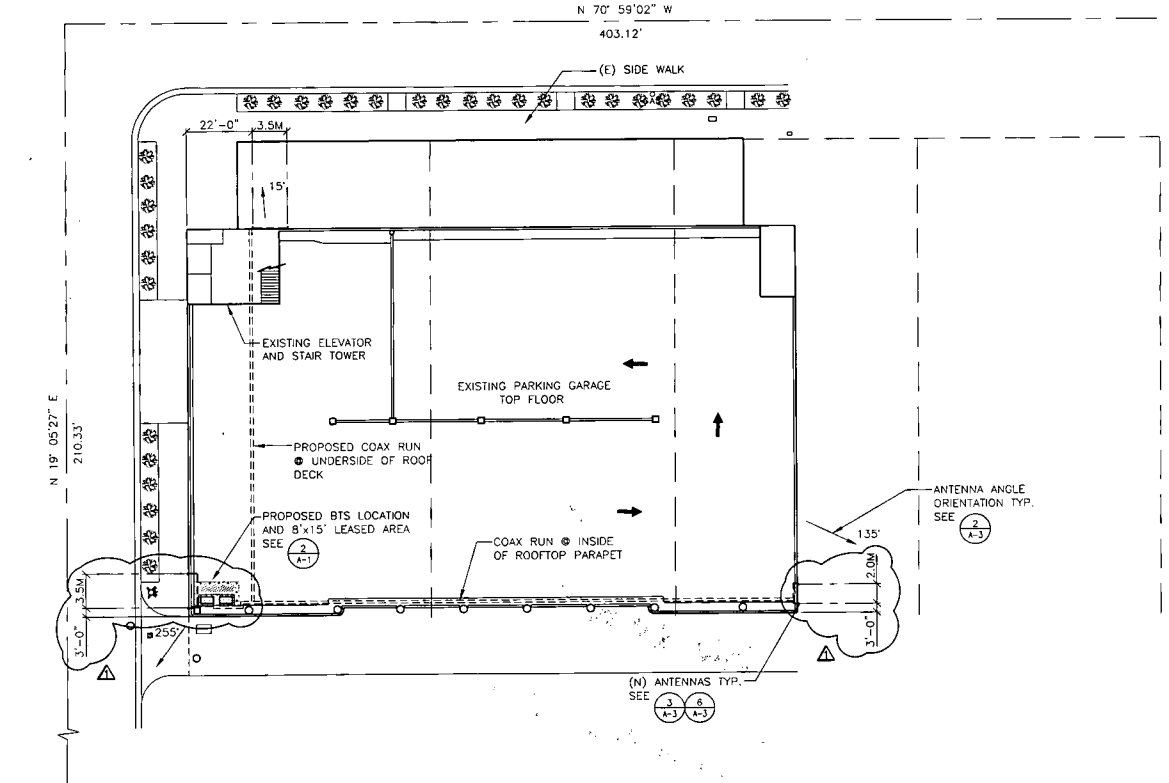 N 70° 59'02" W
403.12'
(E) SIDE WALK
22'-0"
3.5M
15'
EXISTING ELEVATOR
AND STAIR TOWER
EXISTING PARKING GARAGE
TOP FLOOR
N 19° 05'27" E
210.33'
PROPOSED COAX RUN
@ UNDERSIDE OF ROOF
DECK
PROPOSED BTS LOCATION
AND 8'x15' LEASED AREA
SEE 2
A-1
COAX RUN @ INSIDE
OF ROOFTOP PARAPET
ANTENNA ANGLE
ORIENTATION TYP.
SEE 2
A-3
135'
3.5M
3'-0"
255'
1
2.0M
3'-0"
1
(N) ANTENNAS TYP.
SEE 3 6
A-3 A-3